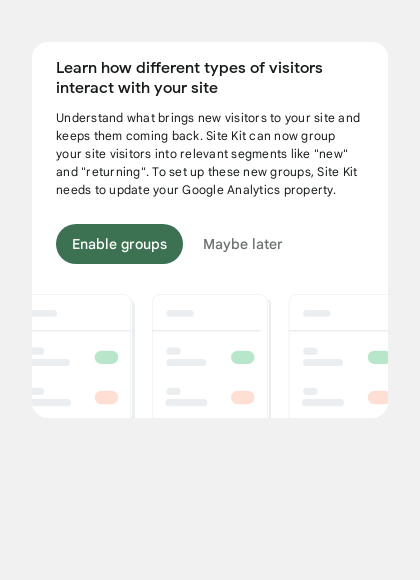 Learn how different types of visitors
interact with your site
Understand what brings new visitors to your site and
keeps them coming back. Site Kit can now group
your site visitors into relevant segments like "new"
and "returning". To set up these new groups, Site Kit
needs to update your Google Analytics property.
Enable groups
Maybe later